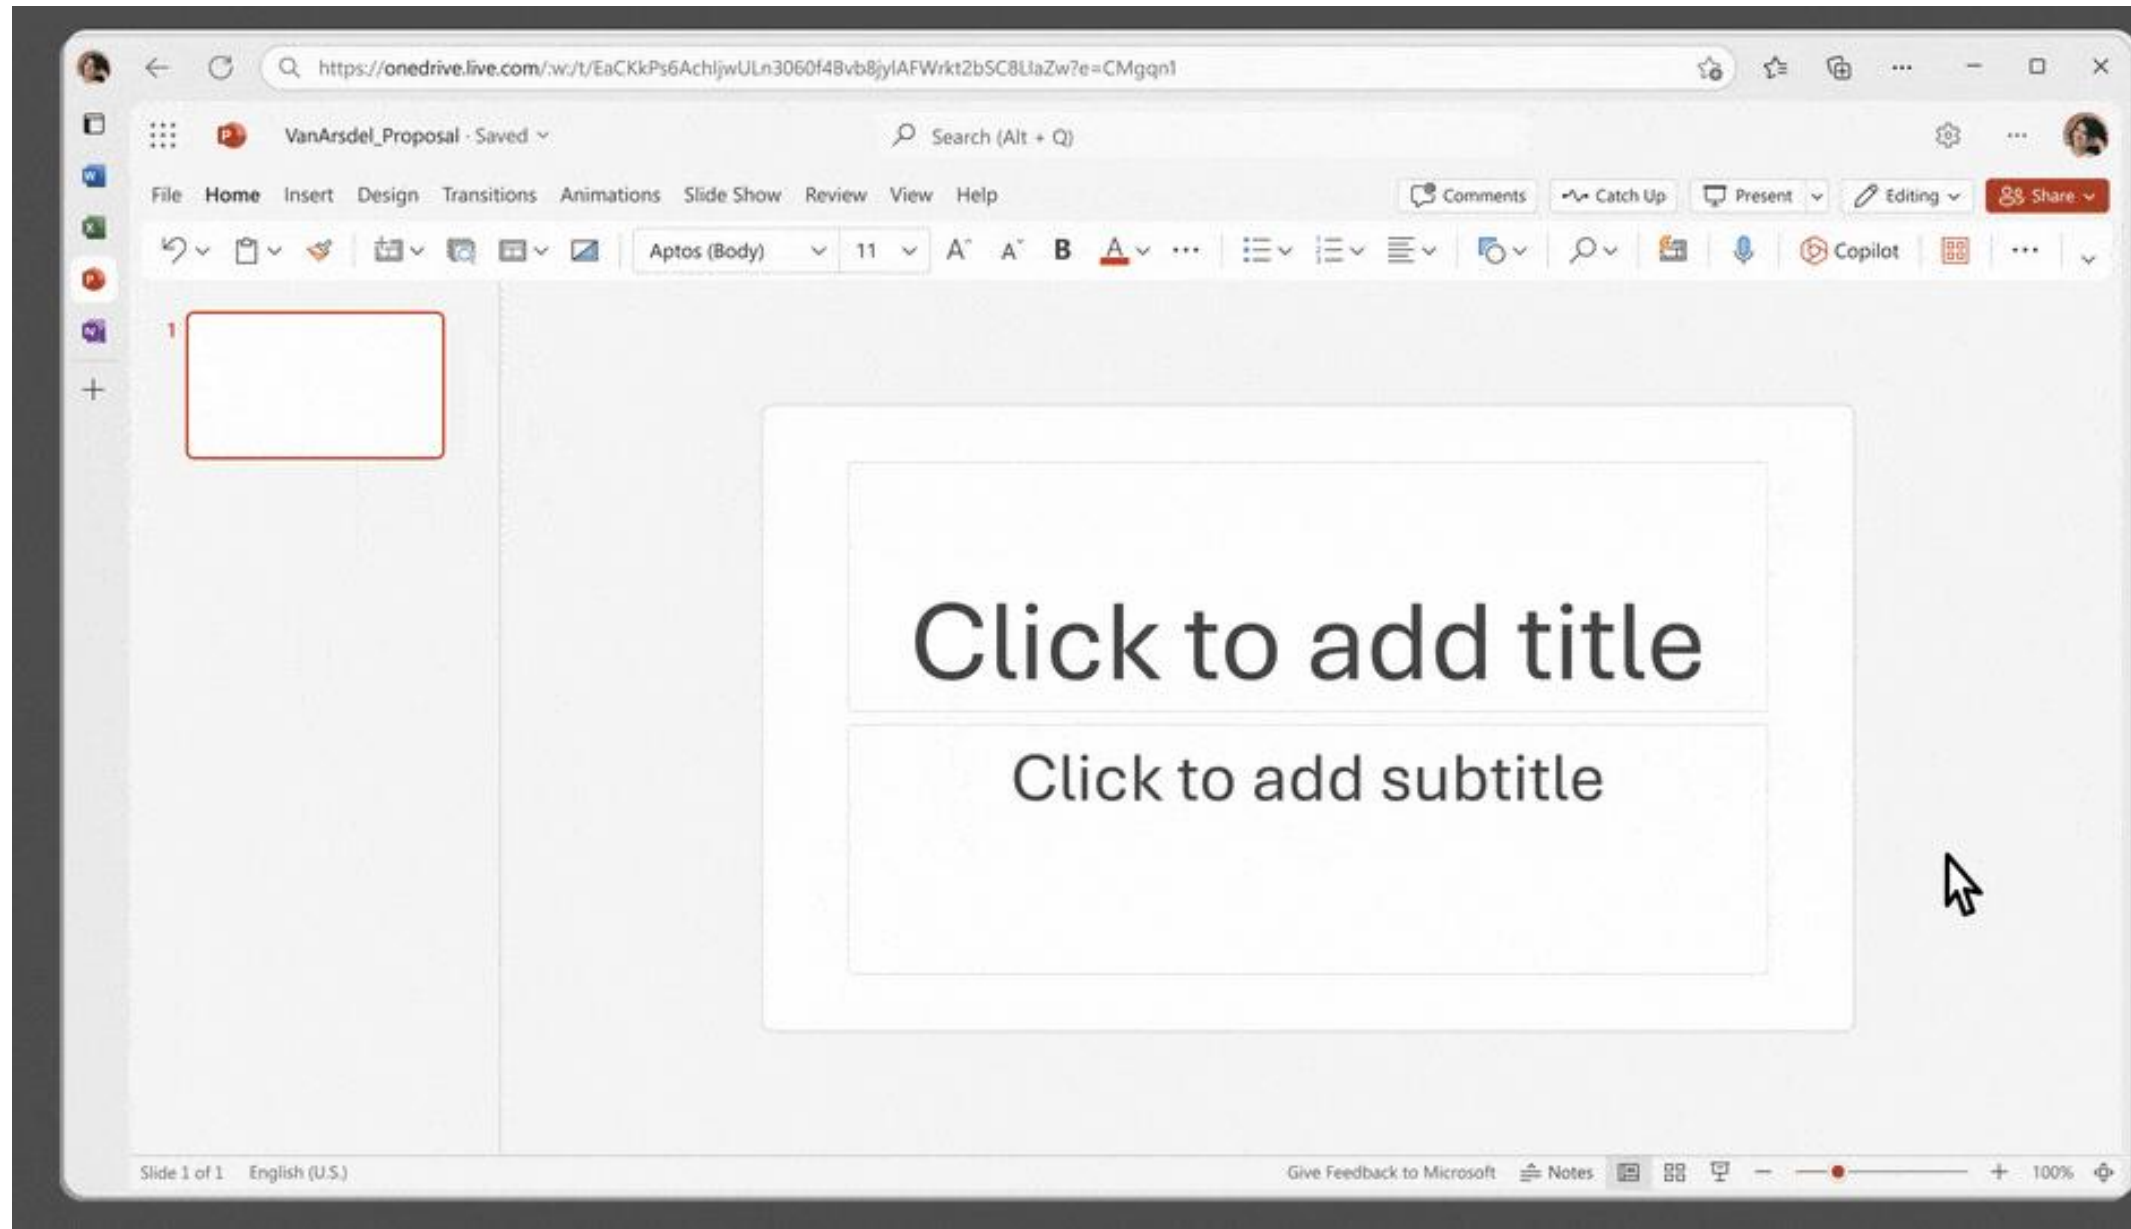 https://onedrive.live.com/:w:/t/EaCKkPs6AchIjwULn3060f4Bvb8jylAFWrkt2bSC8LIaZw?e=CMgqn1
VanArsdel_Proposal · Saved
Search (Alt + Q)
File Home Insert Design Transitions Animations Slide Show Review View Help
Comments Catch Up Present Editing Share
Aptos (Body) 11 A A B A Copilot
1
Click to add title
Click to add subtitle
Slide 1 of 1 English (U.S.) Give Feedback to Microsoft Notes 100%